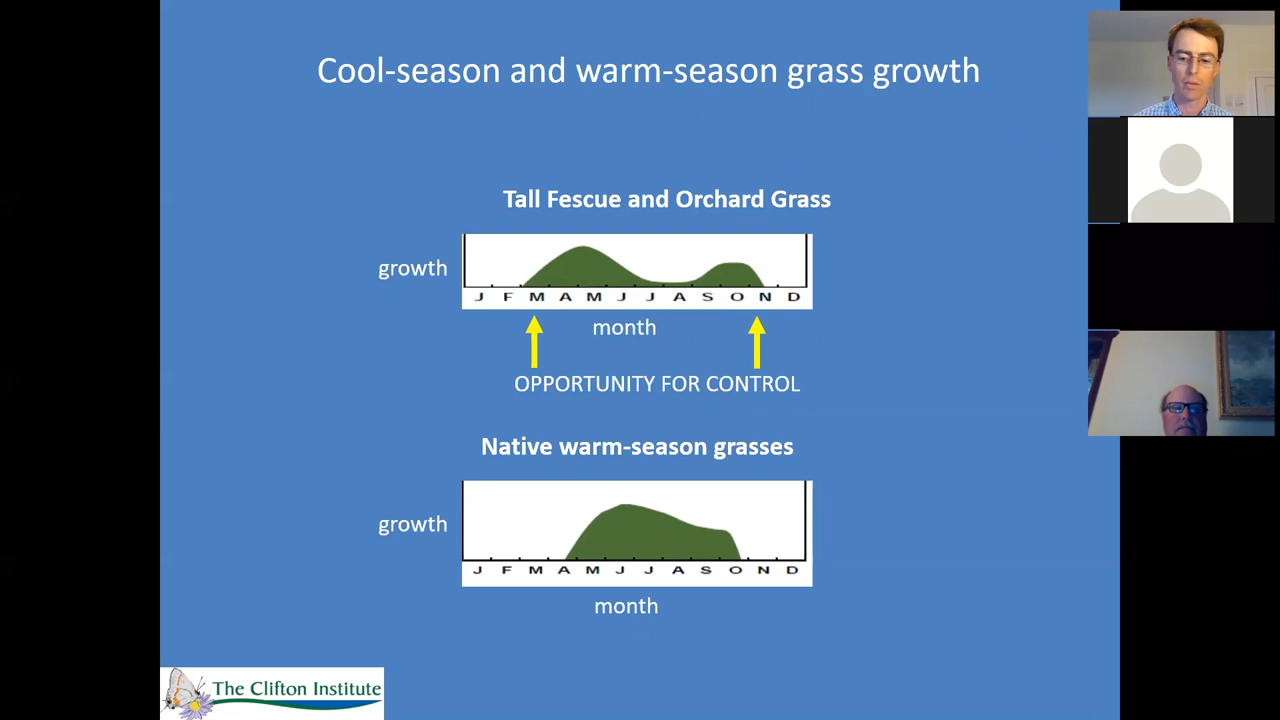 Cool-season and warm-season grass growth
Tall Fescue and Orchard Grass
growth
J F M A M J J A S O N D
month
OPPORTUNITY FOR CONTROL
Native warm-season grasses
growth
J F M A M J J A S O N D
month
The Clifton Institute